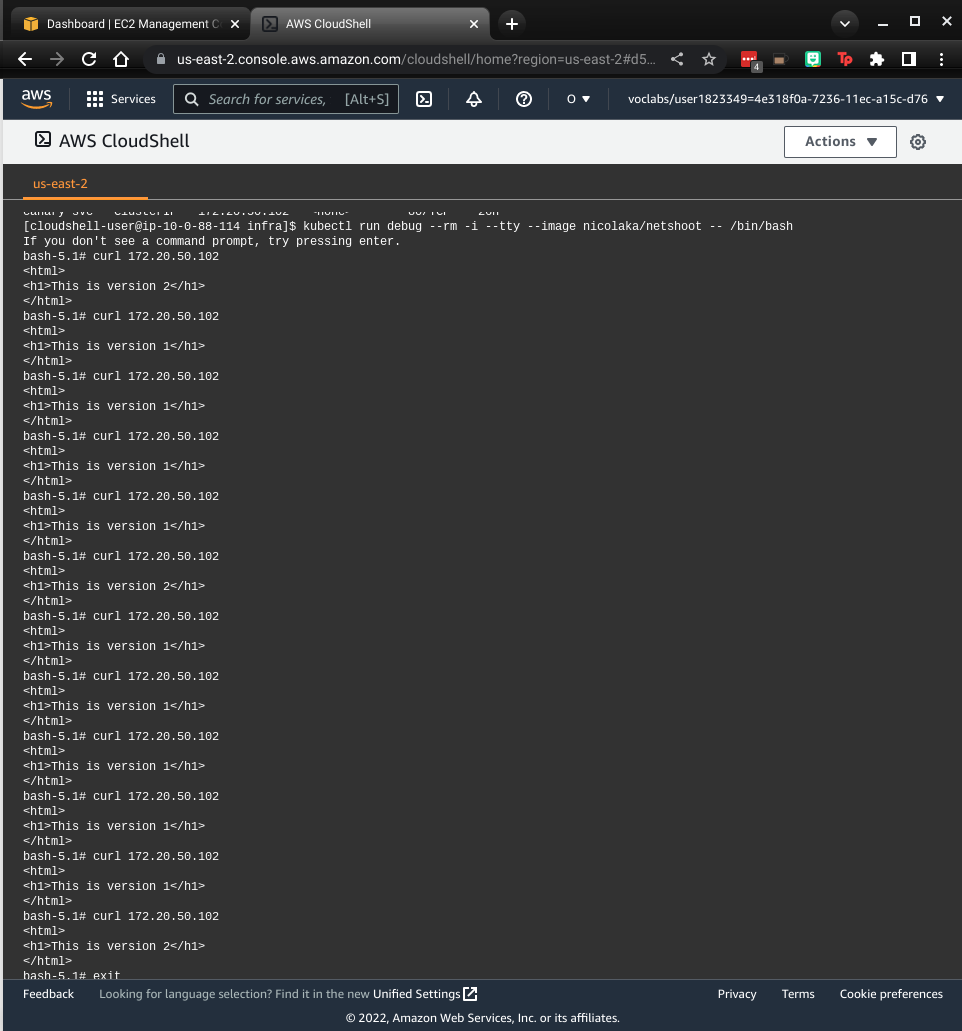 Dashboard | EC2 Management C
AWS CloudShell
us-east-2.console.aws.amazon.com/cloudshell/home?region=us-east-2#d5...
4
Tp
aws
Services
Search for services,
[Alt+S]
O
voclabs/user1823349=4e318f0a-7236-11ec-a15c-d76
AWS CloudShell
Actions
us-east-2
canary-svc ClusterIP 172.20.50.102 <none> 80/TCP 26h
[cloudshell-user@ip-10-0-88-114 infra]$ kubectl run debug --rm -i --tty --image nicolaka/netshoot -- /bin/bash
If you don't see a command prompt, try pressing enter.
bash-5.1# curl 172.20.50.102
<html>
<h1>This is version 2</h1>
</html>
bash-5.1# curl 172.20.50.102
<html>
<h1>This is version 1</h1>
</html>
bash-5.1# curl 172.20.50.102
<html>
<h1>This is version 1</h1>
</html>
bash-5.1# curl 172.20.50.102
<html>
<h1>This is version 1</h1>
</html>
bash-5.1# curl 172.20.50.102
<html>
<h1>This is version 1</h1>
</html>
bash-5.1# curl 172.20.50.102
<html>
<h1>This is version 2</h1>
</html>
bash-5.1# curl 172.20.50.102
<html>
<h1>This is version 1</h1>
</html>
bash-5.1# curl 172.20.50.102
<html>
<h1>This is version 1</h1>
</html>
bash-5.1# curl 172.20.50.102
<html>
<h1>This is version 1</h1>
</html>
bash-5.1# curl 172.20.50.102
<html>
<h1>This is version 1</h1>
</html>
bash-5.1# curl 172.20.50.102
<html>
<h1>This is version 1</h1>
</html>
bash-5.1# curl 172.20.50.102
<html>
<h1>This is version 2</h1>
</html>
bash-5.1# exit
Feedback
Looking for language selection? Find it in the new Unified Settings
Privacy
Terms
Cookie preferences
© 2022, Amazon Web Services, Inc. or its affiliates.